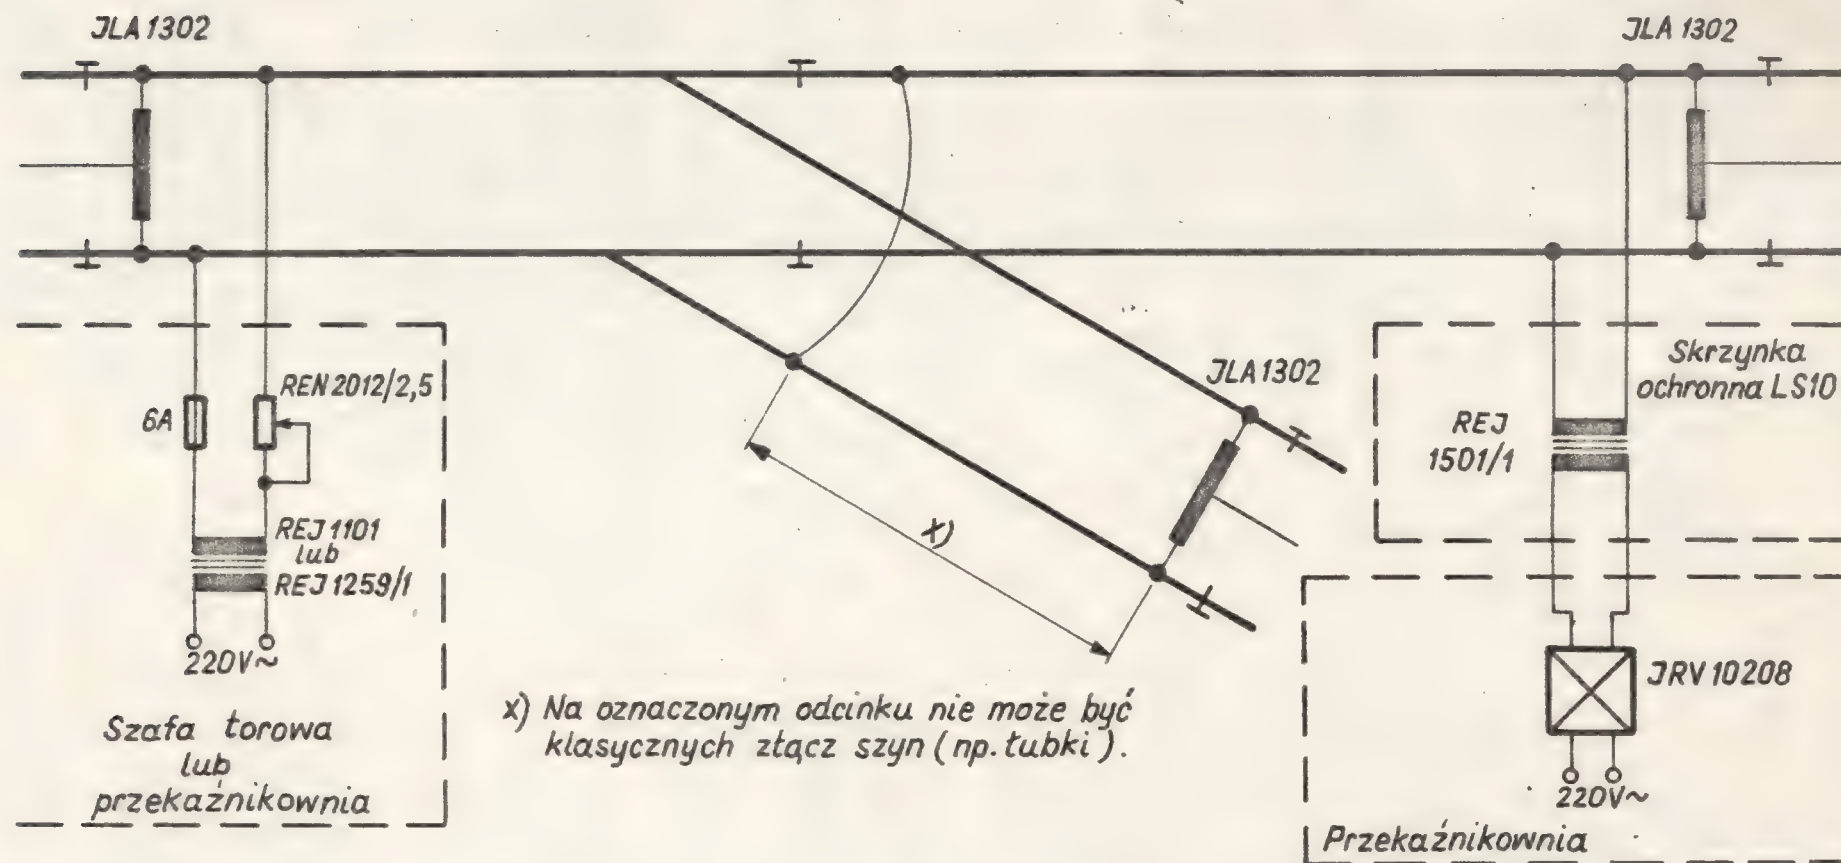 JLA 1302
JLA 1302
REN 2012/2,5
6A
REJ 1101
lub
REJ 1259/1
220V~
Szafa torowa
lub
przekaźnikownia
JLA 1302
x)
x) Na oznaczonym odcinku nie może być
klasycznych złącz szyn (np. łubki).
Skrzynka
ochronna LS10
REJ
1501/1
JRV 10208
220V~
Przekaźnikownia